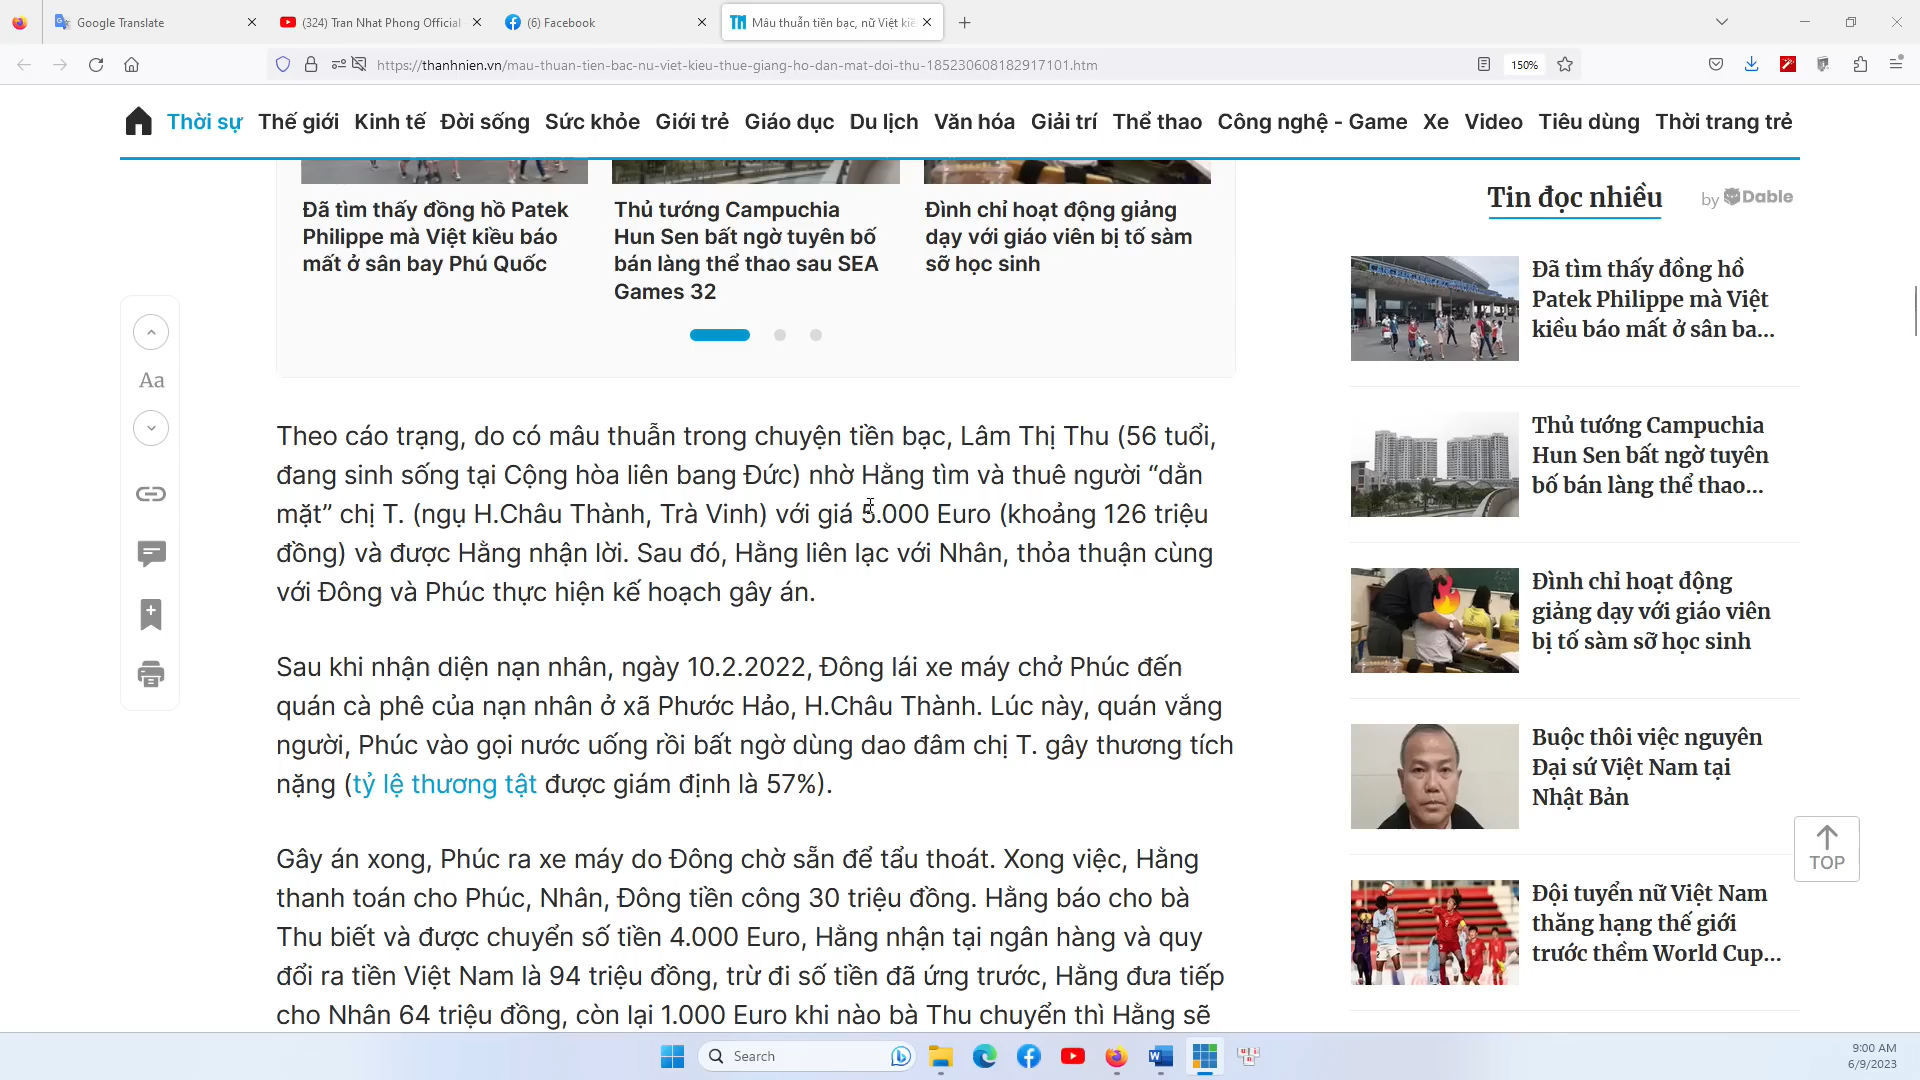 Google Translate
(324) Tran Nhat Phong Official
(6) Facebook
Mâu thuẫn tiền bạc, nữ Việt kiề
https://thanhnien.vn/mau-thuan-tien-bac-nu-viet-kieu-thue-giang-ho-dan-mat-doi-thu-185230608182917101.htm
150%
Thời sự Thế giới Kinh tế Đời sống Sức khỏe Giới trẻ Giáo dục Du lịch Văn hóa Giải trí Thể thao Công nghệ - Game Xe Video Tiêu dùng Thời trang trẻ
Đã tìm thấy đồng hồ Patek
Philippe mà Việt kiều báo
mất ở sân bay Phú Quốc
Thủ tướng Campuchia
Hun Sen bất ngờ tuyên bố
bán làng thể thao sau SEA
Games 32
Đình chỉ hoạt động giảng
dạy với giáo viên bị tố sàm
sỡ học sinh
Aa
Theo cáo trạng, do có mâu thuẫn trong chuyện tiền bạc, Lâm Thị Thu (56 tuổi,
đang sinh sống tại Cộng hòa liên bang Đức) nhờ Hằng tìm và thuê người “dằn
mặt” chị T. (ngụ H.Châu Thành, Trà Vinh) với giá 5.000 Euro (khoảng 126 triệu
đồng) và được Hằng nhận lời. Sau đó, Hằng liên lạc với Nhân, thỏa thuận cùng
với Đông và Phúc thực hiện kế hoạch gây án.
Sau khi nhận diện nạn nhân, ngày 10.2.2022, Đông lái xe máy chở Phúc đến
quán cà phê của nạn nhân ở xã Phước Hảo, H.Châu Thành. Lúc này, quán vắng
người, Phúc vào gọi nước uống rồi bất ngờ dùng dao đâm chị T. gây thương tích
nặng (tỷ lệ thương tật được giám định là 57%).
Gây án xong, Phúc ra xe máy do Đông chờ sẵn để tẩu thoát. Xong việc, Hằng
thanh toán cho Phúc, Nhân, Đông tiền công 30 triệu đồng. Hằng báo cho bà
Thu biết và được chuyển số tiền 4.000 Euro, Hằng nhận tại ngân hàng và quy
đổi ra tiền Việt Nam là 94 triệu đồng, trừ đi số tiền đã ứng trước, Hằng đưa tiếp
cho Nhân 64 triệu đồng, còn lại 1.000 Euro khi nào bà Thu chuyển thì Hằng sẽ
Tin đọc nhiều
by Dable
Đã tìm thấy đồng hồ
Patek Philippe mà Việt
kiều báo mất ở sân ba...
Thủ tướng Campuchia
Hun Sen bất ngờ tuyên
bố bán làng thể thao...
Đình chỉ hoạt động
giảng dạy với giáo viên
bị tố sàm sỡ học sinh
Buộc thôi việc nguyên
Đại sứ Việt Nam tại
Nhật Bản
Đội tuyển nữ Việt Nam
thăng hạng thế giới
trước thềm World Cup...
TOP
Search
9:00 AM
6/9/2023